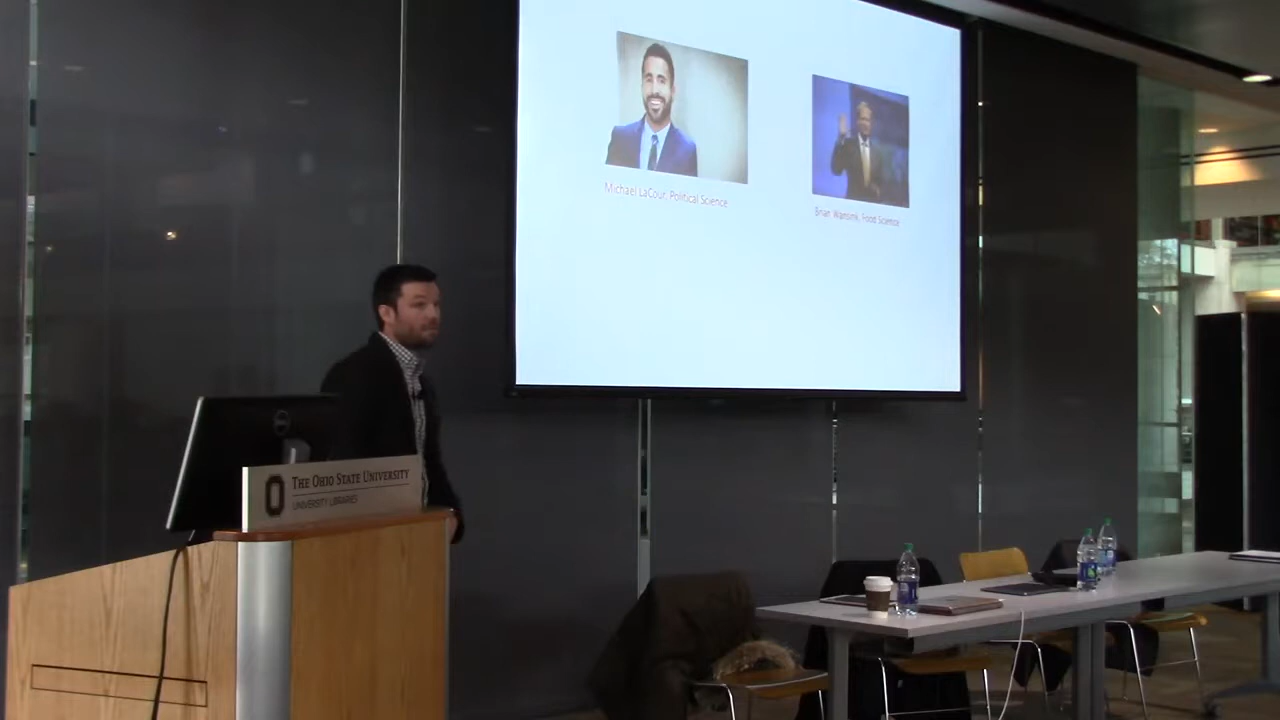 Michael LaCour, Political Science
Brian Wansink, Food Science
THE OHIO STATE UNIVERSITY
UNIVERSITY LIBRARIES